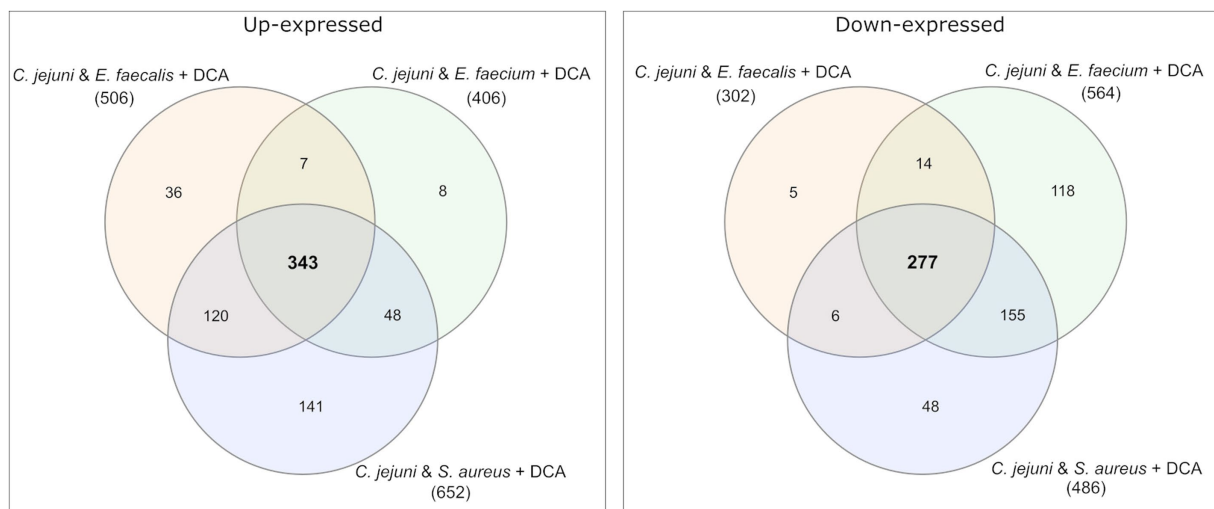 Up-expressed
C. jejuni & E. faecalis + DCA
(506)
C. jejuni & E. faecium + DCA
(406)
7
36
8
343
120
48
141
C. jejuni & S. aureus + DCA
(652)
Down-expressed
C. jejuni & E. faecalis + DCA
(302)
C. jejuni & E. faecium + DCA
(564)
14
5
118
277
6
155
48
C. jejuni & S. aureus + DCA
(486)